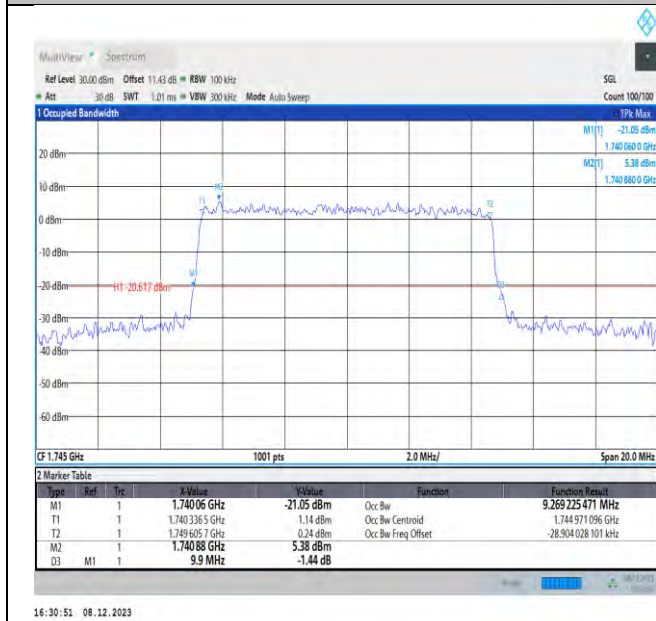 MultiView Spectrum
Ref Level 30.00 dBm Offset 11.43 dB RBW 100 kHz SGL
Att 30 dB SWT 1.01 ms VBW 300 kHz Mode Auto Sweep Count 100/100
1 Occupied Bandwidth 1Pk Max
M1[1] -21.05 dBm
1.740 060 0 GHz
20 dBm
M2[1] 5.38 dBm
1.740 880 0 GHz
10 dBm
M2
T1 T2
0 dBm
-10 dBm
M1
-20 dBm H1 -20.617 dBm
-30 dBm
-40 dBm
-50 dBm
-60 dBm
CF 1.745 GHz 1001 pts 2.0 MHz/ Span 20.0 MHz
2 Marker Table
Type Ref Trc X-Value Y-Value Function Function Result
M1 1 1.740 06 GHz -21.05 dBm Occ Bw 9.269 225 471 MHz
T1 1 1.740 336 5 GHz 1.14 dBm Occ Bw Centroid 1.744 971 096 GHz
T2 1 1.749 605 7 GHz 0.24 dBm Occ Bw Freq Offset -28.904 028 101 kHz
M2 1 1.740 88 GHz 5.38 dBm
D3 M1 1 9.9 MHz -1.44 dB
16:30:51 08.12.2023